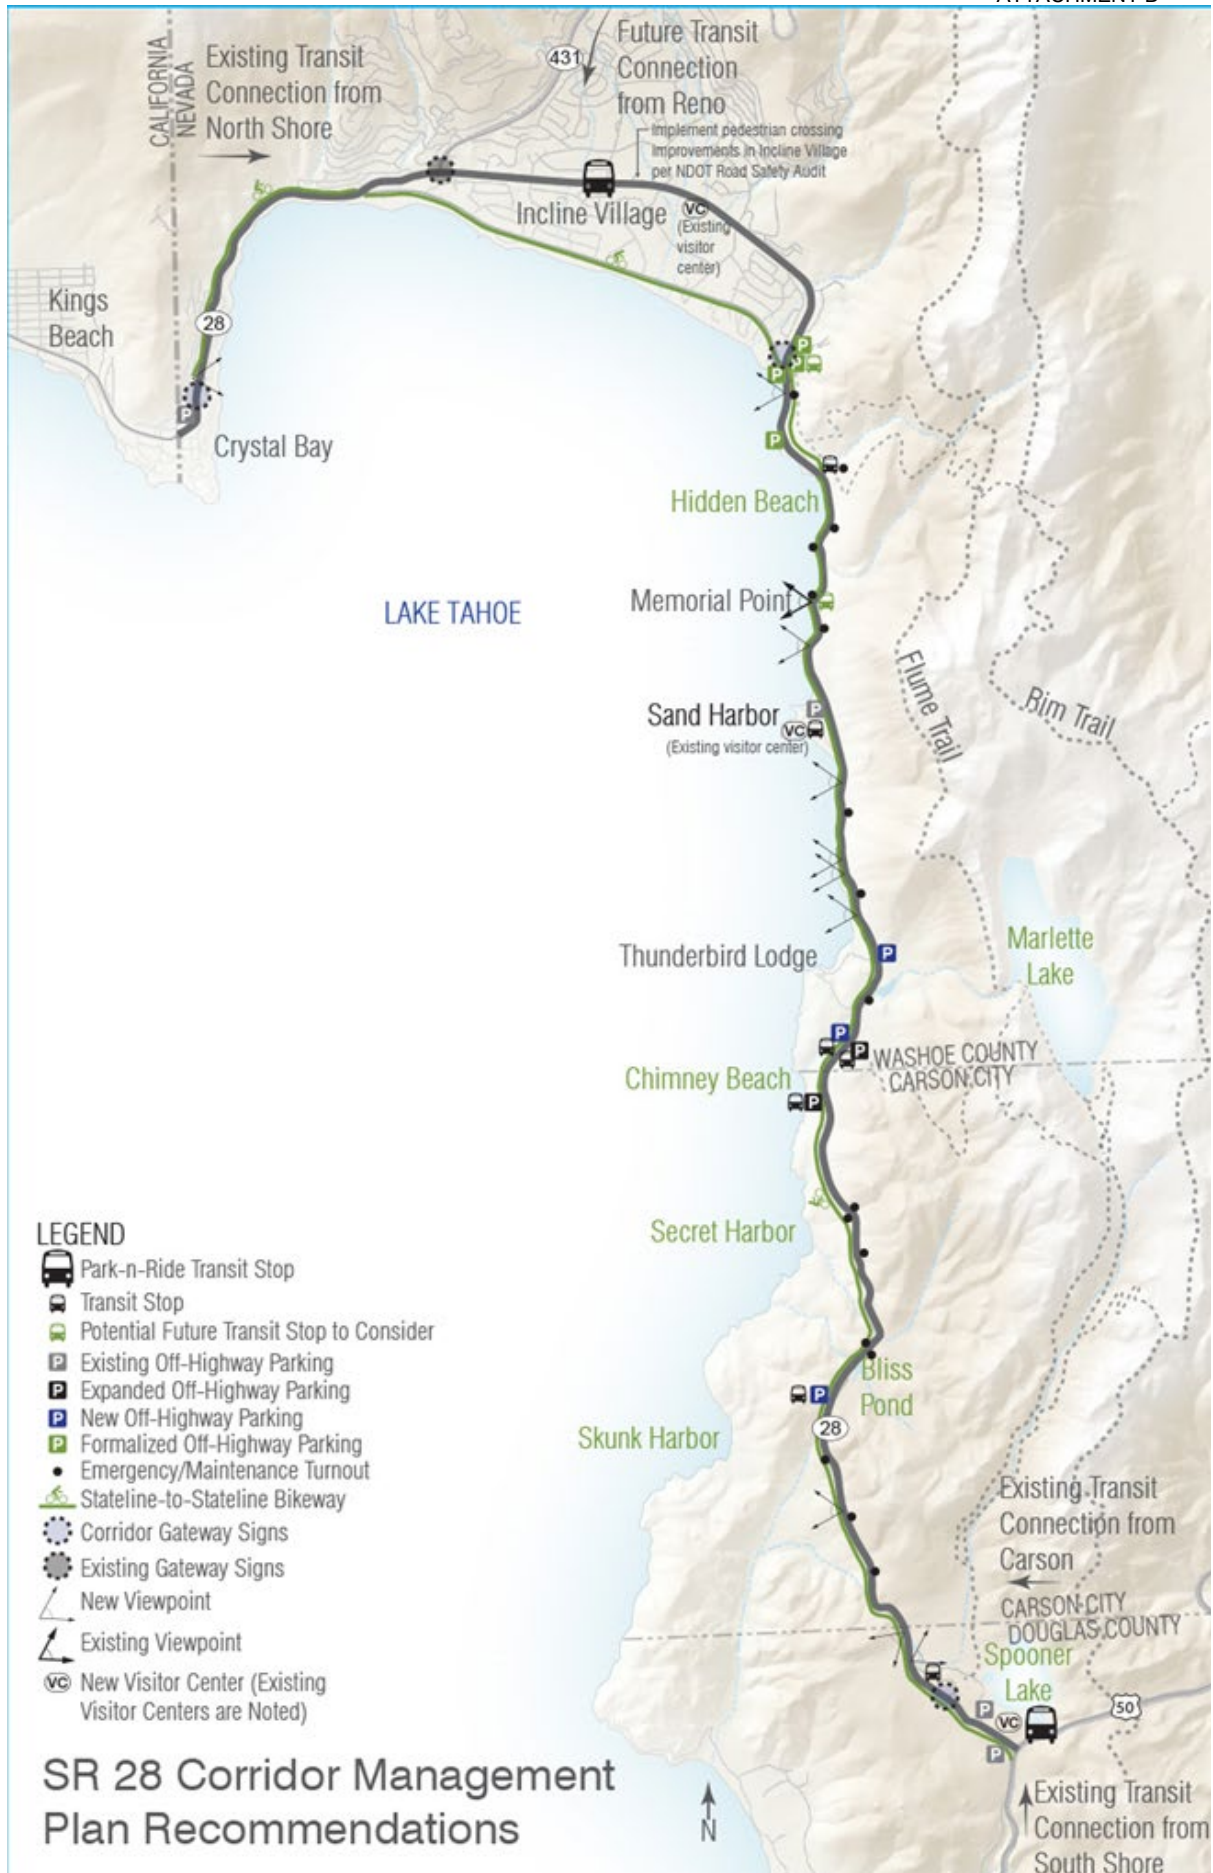 ATTACHMENT B
CALIFORNIA
NEVADA
Existing Transit
Connection from
North Shore
431
Future Transit
Connection
from Reno
Implement pedestrian crossing
Improvements in Incline Village
per NDOT Road Safety Audit
Incline Village
VC
(Existing
visitor
center)
Kings
Beach
28
P
Crystal Bay
P
P
P
P
Hidden Beach
LAKE TAHOE
Memorial Point
Flume Trail
Rim Trail
Sand Harbor
P
VC
(Existing visitor center)
Thunderbird Lodge
P
Marlette
Lake
P
P
WASHOE COUNTY
CARSON CITY
Chimney Beach
P
Secret Harbor
Bliss
Pond
P
28
Skunk Harbor
Existing Transit
Connection from
Carson
CARSON CITY
DOUGLAS COUNTY
Spooner
Lake
P
VC
50
P
Existing Transit
Connection from
South Shore
LEGEND
Park-n-Ride Transit Stop
Transit Stop
Potential Future Transit Stop to Consider
P Existing Off-Highway Parking
P Expanded Off-Highway Parking
P New Off-Highway Parking
P Formalized Off-Highway Parking
Emergency/Maintenance Turnout
Stateline-to-Stateline Bikeway
Corridor Gateway Signs
Existing Gateway Signs
New Viewpoint
Existing Viewpoint
VC New Visitor Center (Existing
Visitor Centers are Noted)
SR 28 Corridor Management
Plan Recommendations
N